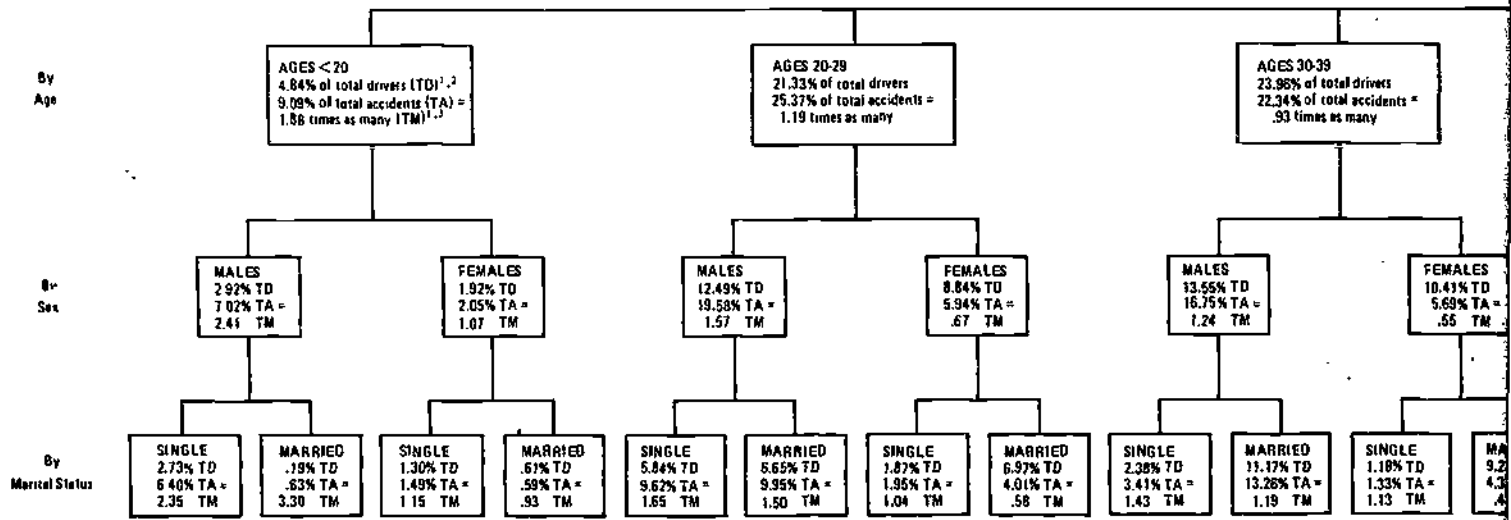 By
Age
AGES <20
4.84% of total drivers (TD)1,2
9.09% of total accidents (TA) =
1.88 times as many (TM)1,3
AGES 20-29
21.33% of total drivers
25.37% of total accidents =
1.19 times as many
AGES 30-39
23.96% of total drivers
22.34% of total accidents =
.93 times as many
By
Sex
MALES
2.92% TD
7.02% TA =
2.41 TM
FEMALES
1.92% TD
2.05% TA =
1.07 TM
MALES
12.49% TD
19.58% TA =
1.57 TM
FEMALES
8.84% TD
5.94% TA =
.67 TM
MALES
13.55% TD
16.75% TA =
1.24 TM
FEMALES
10.41% TD
5.69% TA =
.55 TM
By
Marital Status
SINGLE
2.73% TD
6.40% TA =
2.35 TM
MARRIED
.19% TD
.63% TA =
3.30 TM
SINGLE
1.30% TD
1.49% TA =
1.15 TM
MARRIED
.61% TD
.59% TA =
.93 TM
SINGLE
5.84% TD
9.62% TA =
1.65 TM
MARRIED
6.65% TD
9.95% TA =
1.50 TM
SINGLE
1.87% TD
1.95% TA =
1.04 TM
MARRIED
6.97% TD
4.01% TA =
.58 TM
SINGLE
2.38% TD
3.41% TA =
1.43 TM
MARRIED
11.17% TD
13.26% TA =
1.19 TM
SINGLE
1.18% TD
1.33% TA =
1.13 TM
MA
9.2
4.3
.4